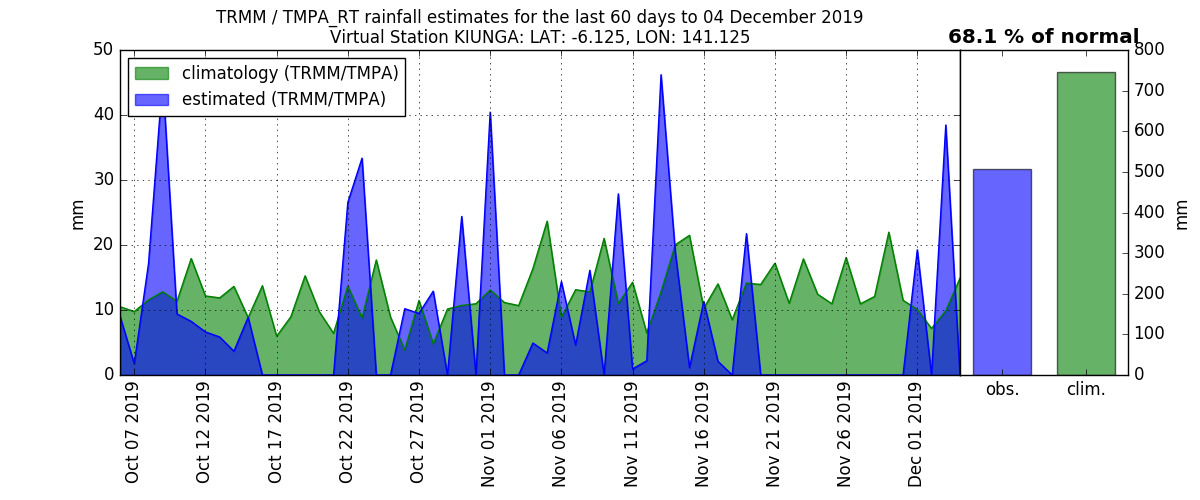 TRMM / TMPA_RT rainfall estimates for the last 60 days to 04 December 2019
Virtual Station KIUNGA: LAT: -6.125, LON: 141.125
68.1 % of normal
climatology (TRMM/TMPA)
estimated (TRMM/TMPA)
50
40
30
20
10
0
mm
Oct 07 2019
Oct 12 2019
Oct 17 2019
Oct 22 2019
Oct 27 2019
Nov 01 2019
Nov 06 2019
Nov 11 2019
Nov 16 2019
Nov 21 2019
Nov 26 2019
Dec 01 2019
obs.
clim.
800
700
600
500
400
300
200
100
0
mm